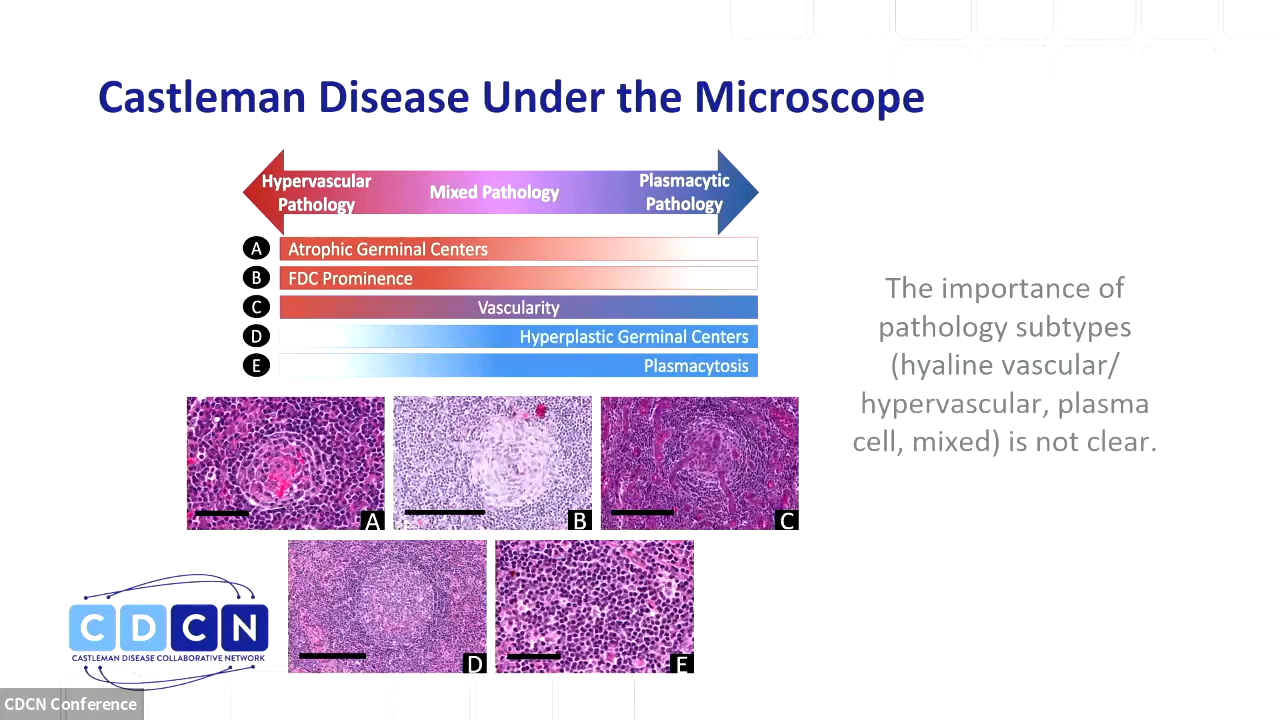 Castleman Disease Under the Microscope
Hypervascular
Pathology
Mixed Pathology
Plasmacytic
Pathology
A Atrophic Germinal Centers
B FDC Prominence
C Vascularity
D Hyperplastic Germinal Centers
E Plasmacytosis
The importance of
pathology subtypes
(hyaline vascular/
hypervascular, plasma
cell, mixed) is not clear.
A
B
C
D
E
CDCN
CASTLEMAN DISEASE COLLABORATIVE NETWORK
CDCN Conference